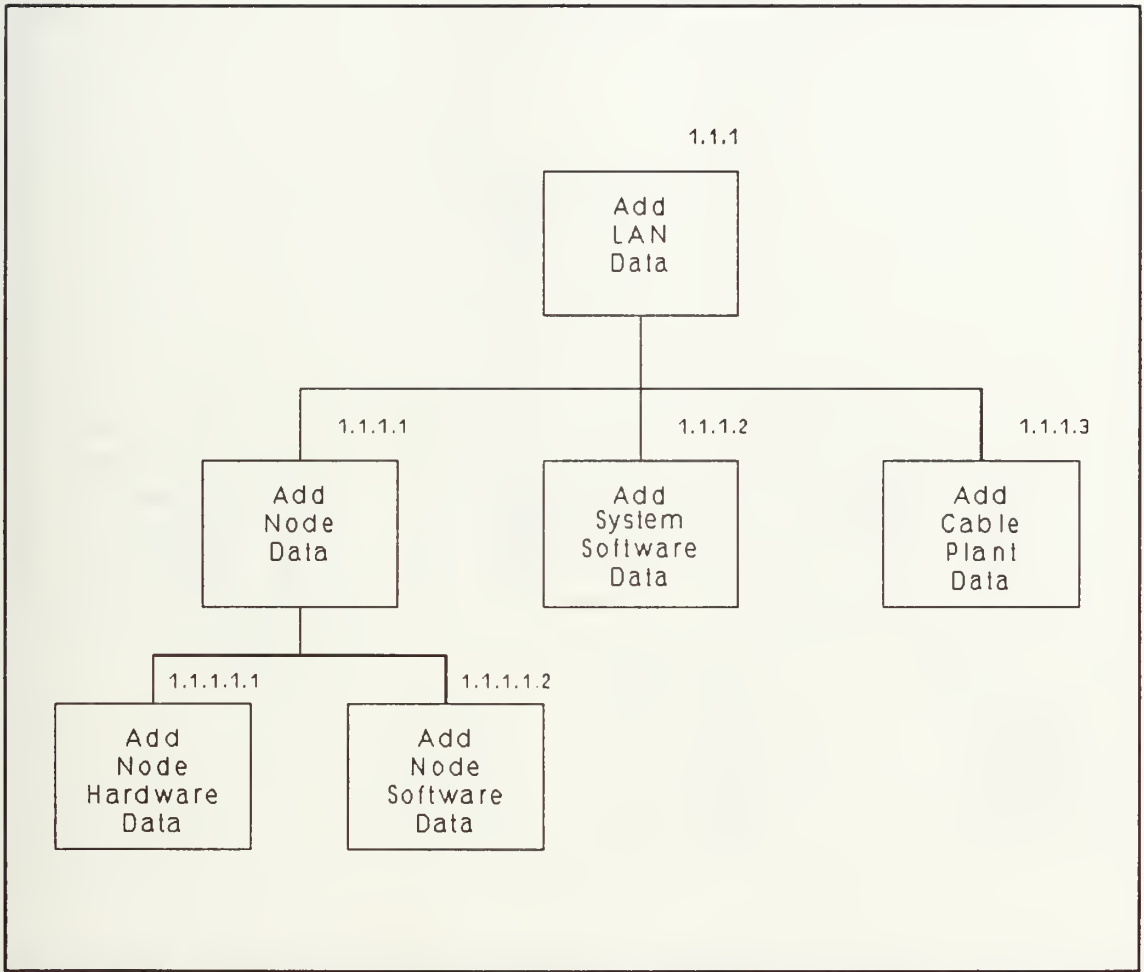 1.1.1
Add
LAN
Data
1.1.1.1
Add
Node
Data
1.1.1.2
Add
System
Software
Data
1.1.1.3
Add
Cable
Plant
Data
1.1.1.1.1
Add
Node
Hardware
Data
1.1.1.1.2
Add
Node
Software
Data